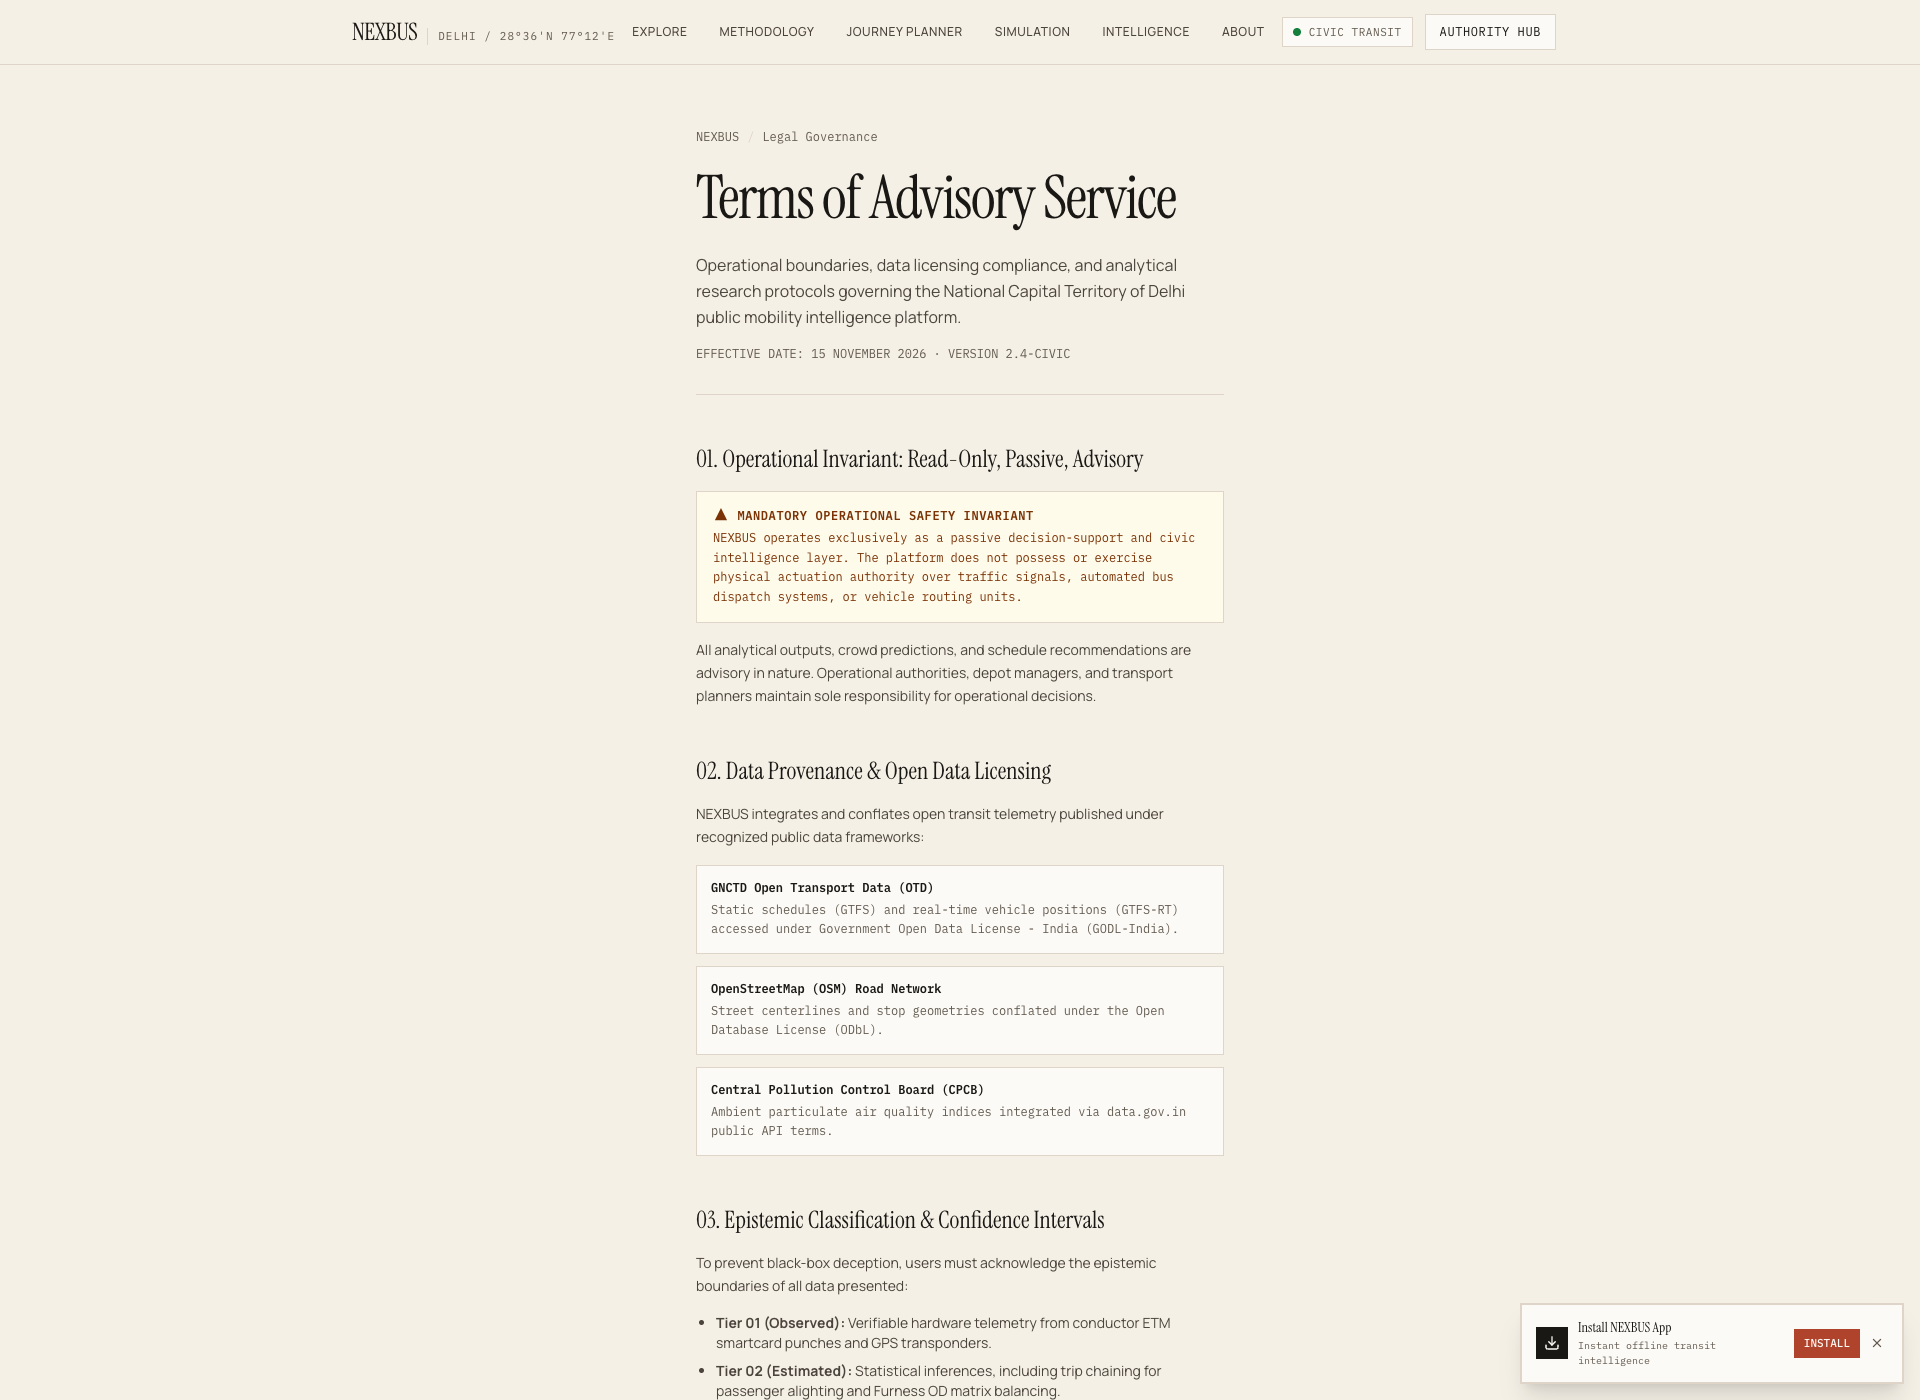 NEXBUS
DELHI / 28°36'N 77°12'E
EXPLORE
METHODOLOGY
JOURNEY PLANNER
SIMULATION
INTELLIGENCE
ABOUT
CIVIC TRANSIT
AUTHORITY HUB
NEXBUS / Legal Governance
Terms of Advisory Service
Operational boundaries, data licensing compliance, and analytical
research protocols governing the National Capital Territory of Delhi
public mobility intelligence platform.
EFFECTIVE DATE: 15 NOVEMBER 2026 · VERSION 2.4-CIVIC
01. Operational Invariant: Read-Only, Passive, Advisory
MANDATORY OPERATIONAL SAFETY INVARIANT
NEXBUS operates exclusively as a passive decision-support and civic
intelligence layer. The platform does not possess or exercise
physical actuation authority over traffic signals, automated bus
dispatch systems, or vehicle routing units.
All analytical outputs, crowd predictions, and schedule recommendations are
advisory in nature. Operational authorities, depot managers, and transport
planners maintain sole responsibility for operational decisions.
02. Data Provenance & Open Data Licensing
NEXBUS integrates and conflates open transit telemetry published under
recognized public data frameworks:
GNCTD Open Transport Data (OTD)
Static schedules (GTFS) and real-time vehicle positions (GTFS-RT)
accessed under Government Open Data License - India (GODL-India).
OpenStreetMap (OSM) Road Network
Street centerlines and stop geometries conflated under the Open
Database License (ODbL).
Central Pollution Control Board (CPCB)
Ambient particulate air quality indices integrated via data.gov.in
public API terms.
03. Epistemic Classification & Confidence Intervals
To prevent black-box deception, users must acknowledge the epistemic
boundaries of all data presented:
• Tier 01 (Observed): Verifiable hardware telemetry from conductor ETM
smartcard punches and GPS transponders.
• Tier 02 (Estimated): Statistical inferences, including trip chaining for
passenger alighting and Furness OD matrix balancing.
Install NEXBUS App
Instant offline transit
intelligence
INSTALL
×